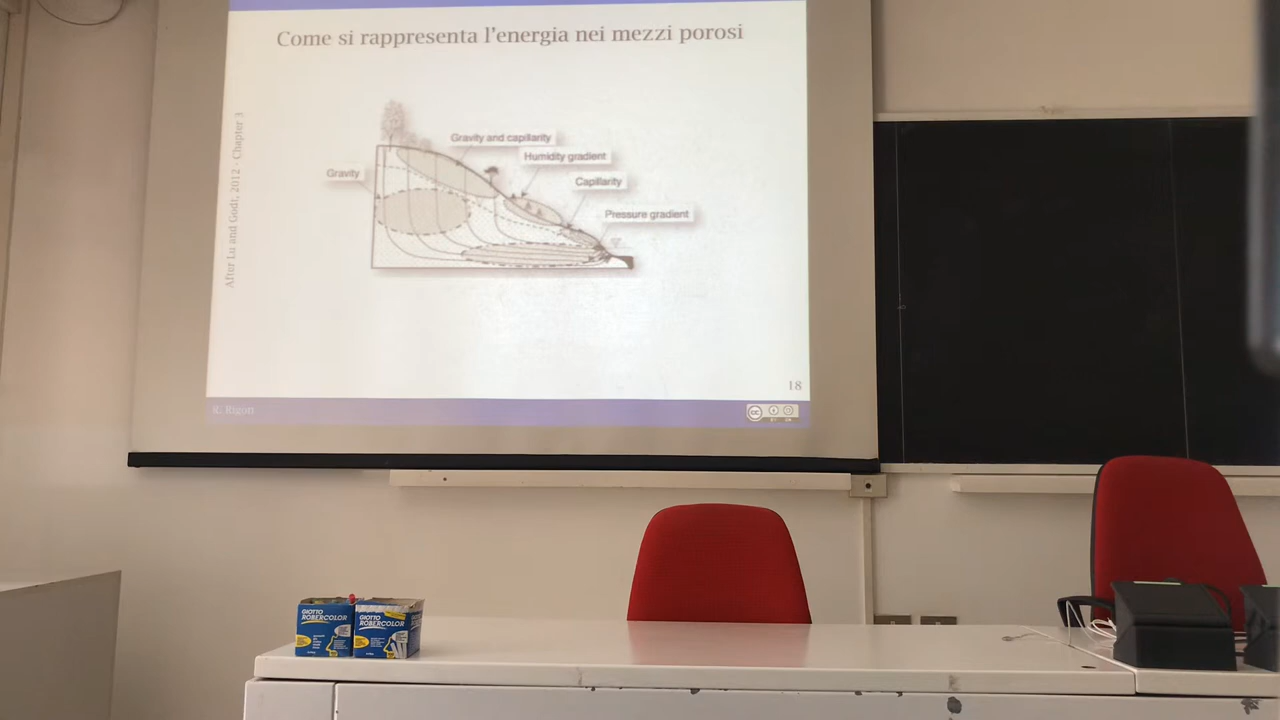 Come si rappresenta l'energia nei mezzi porosi
After Lu and Godt, 2012 - Chapter 3
Gravity and capillarity
Humidity gradient
Gravity
Capillarity
Pressure gradient
18
R. Rigon
cc
GIOTTO
ROBERCOLOR
GIOTTO
ROBERCOLOR